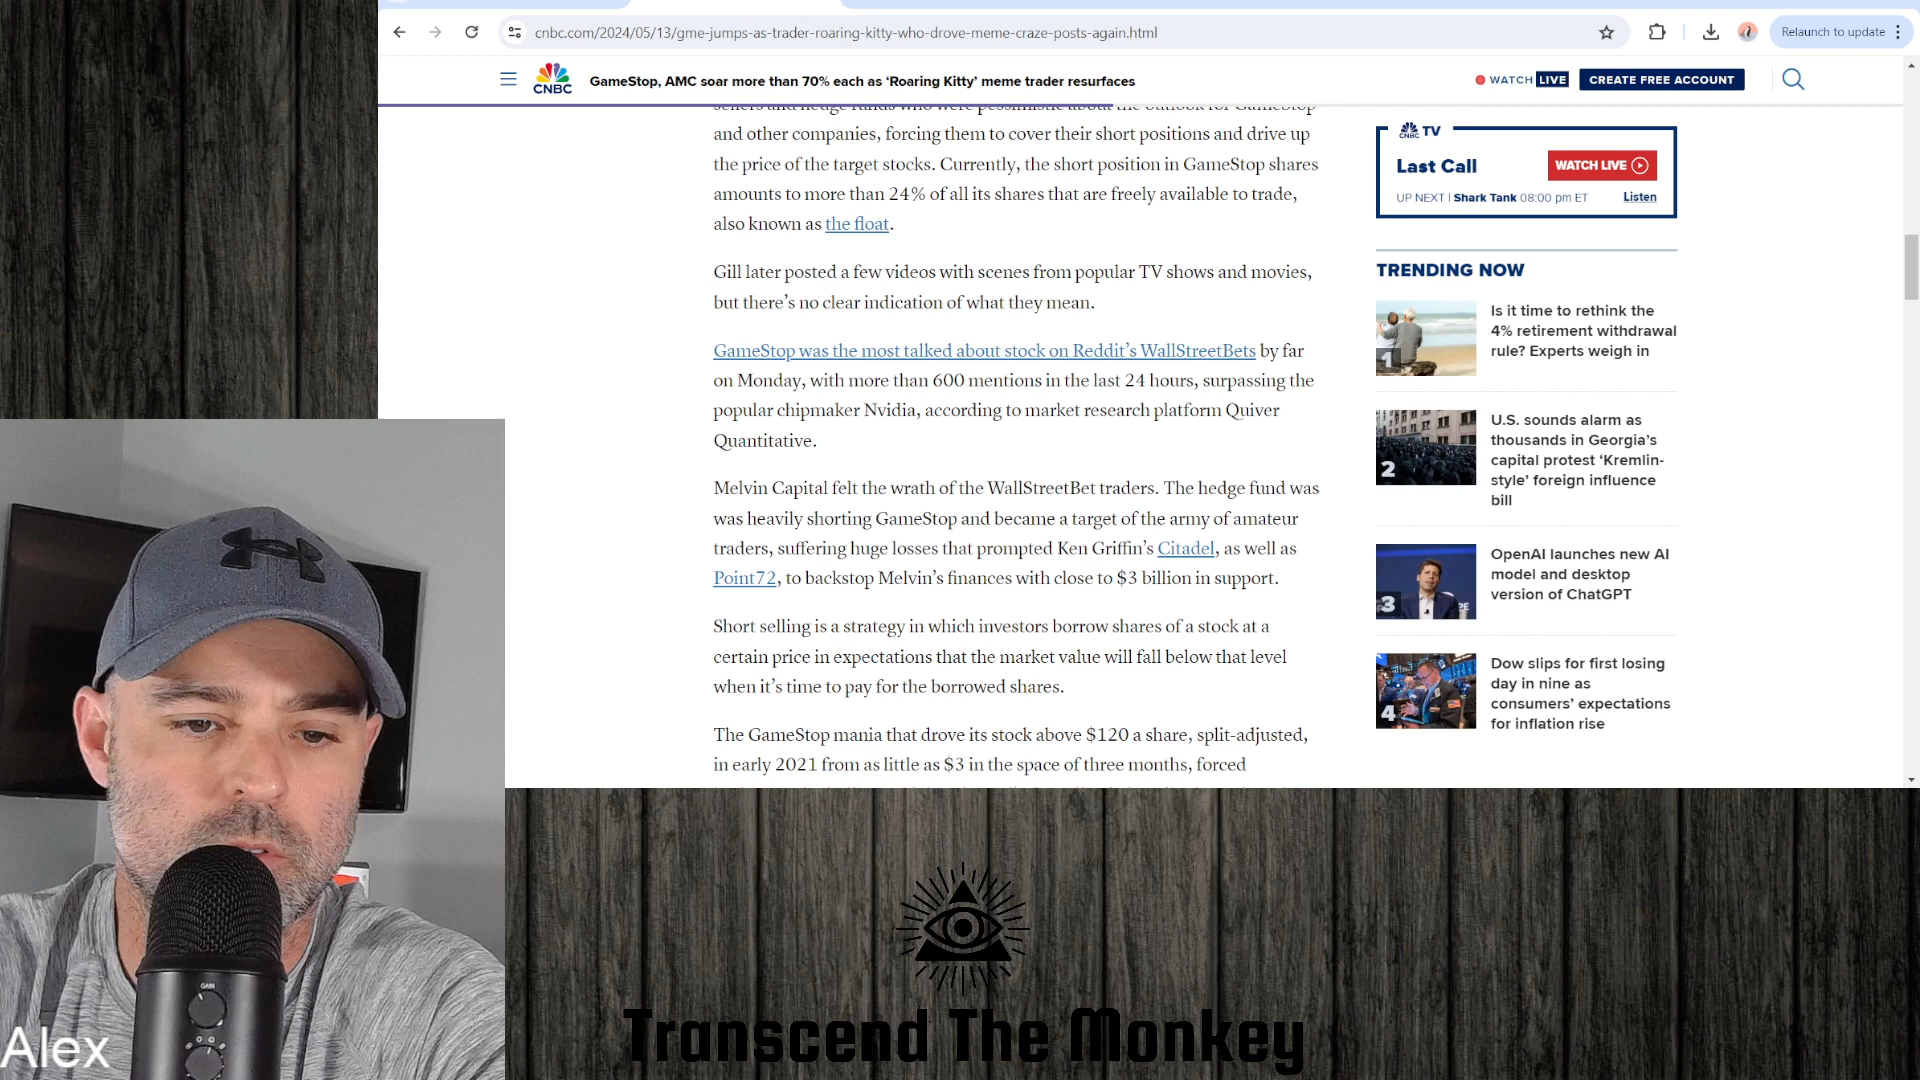 cnbc.com/2024/05/13/gme-jumps-as-trader-roaring-kitty-who-drove-meme-craze-posts-again.html
Relaunch to update
CNBC
GameStop, AMC soar more than 70% each as ‘Roaring Kitty’ meme trader resurfaces
WATCH LIVE
CREATE FREE ACCOUNT
sellers and hedge funds who were pessimistic about the outlook for GameStop
and other companies, forcing them to cover their short positions and drive up
the price of the target stocks. Currently, the short position in GameStop shares
amounts to more than 24% of all its shares that are freely available to trade,
also known as the float.
Gill later posted a few videos with scenes from popular TV shows and movies,
but there’s no clear indication of what they mean.
GameStop was the most talked about stock on Reddit’s WallStreetBets by far
on Monday, with more than 600 mentions in the last 24 hours, surpassing the
popular chipmaker Nvidia, according to market research platform Quiver
Quantitative.
Melvin Capital felt the wrath of the WallStreetBet traders. The hedge fund was
was heavily shorting GameStop and became a target of the army of amateur
traders, suffering huge losses that prompted Ken Griffin’s Citadel, as well as
Point72, to backstop Melvin’s finances with close to $3 billion in support.
Short selling is a strategy in which investors borrow shares of a stock at a
certain price in expectations that the market value will fall below that level
when it’s time to pay for the borrowed shares.
The GameStop mania that drove its stock above $120 a share, split-adjusted,
in early 2021 from as little as $3 in the space of three months, forced
CNBC TV
Last Call
WATCH LIVE
UP NEXT | Shark Tank 08:00 pm ET
Listen
TRENDING NOW
1
Is it time to rethink the
4% retirement withdrawal
rule? Experts weigh in
2
U.S. sounds alarm as
thousands in Georgia’s
capital protest ‘Kremlin-
style’ foreign influence
bill
3
OpenAI launches new AI
model and desktop
version of ChatGPT
4
Dow slips for first losing
day in nine as
consumers’ expectations
for inflation rise
GAIN
Alex
Transcend The Monkey